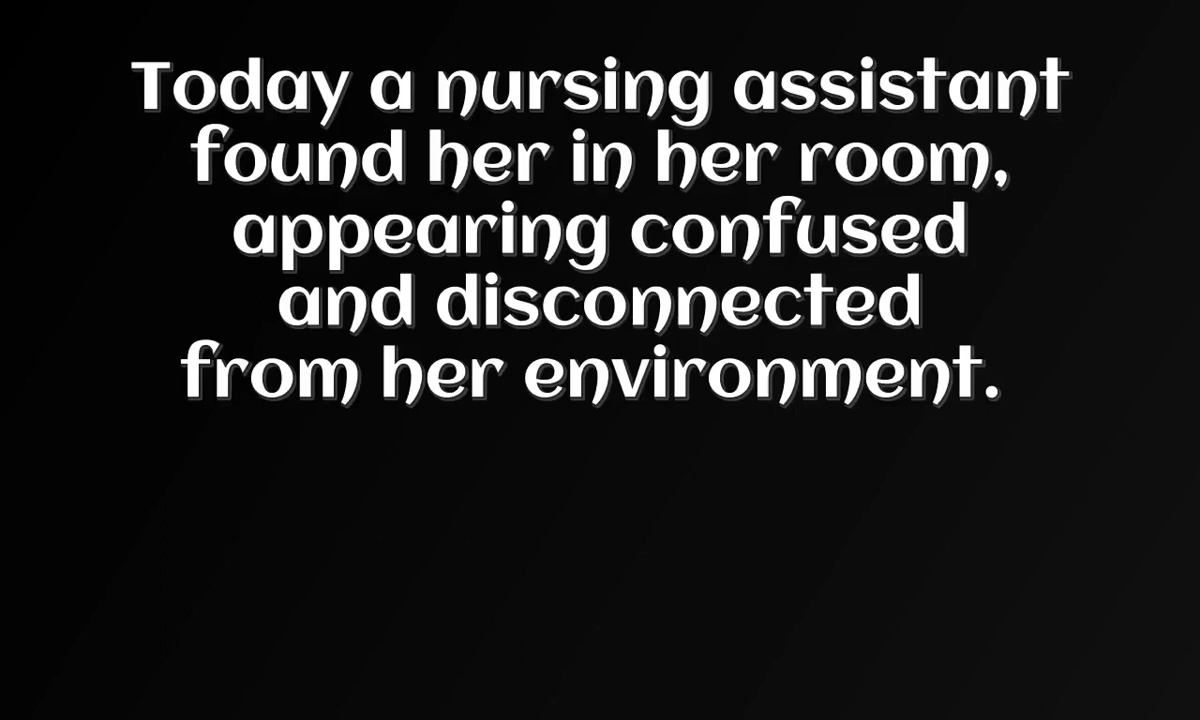 Today a nursing assistant
found her in her room,
appearing confused
and disconnected
from her environment.